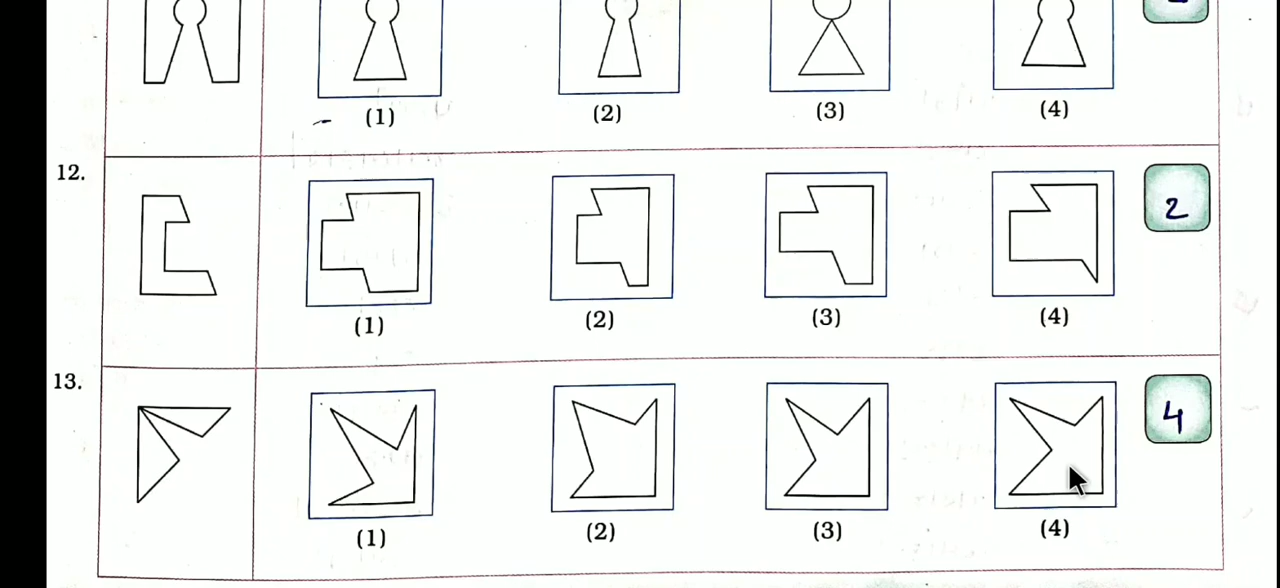 (1) (2) (3) (4)
12.
2
(1) (2) (3) (4)
13.
4
(1) (2) (3) (4)